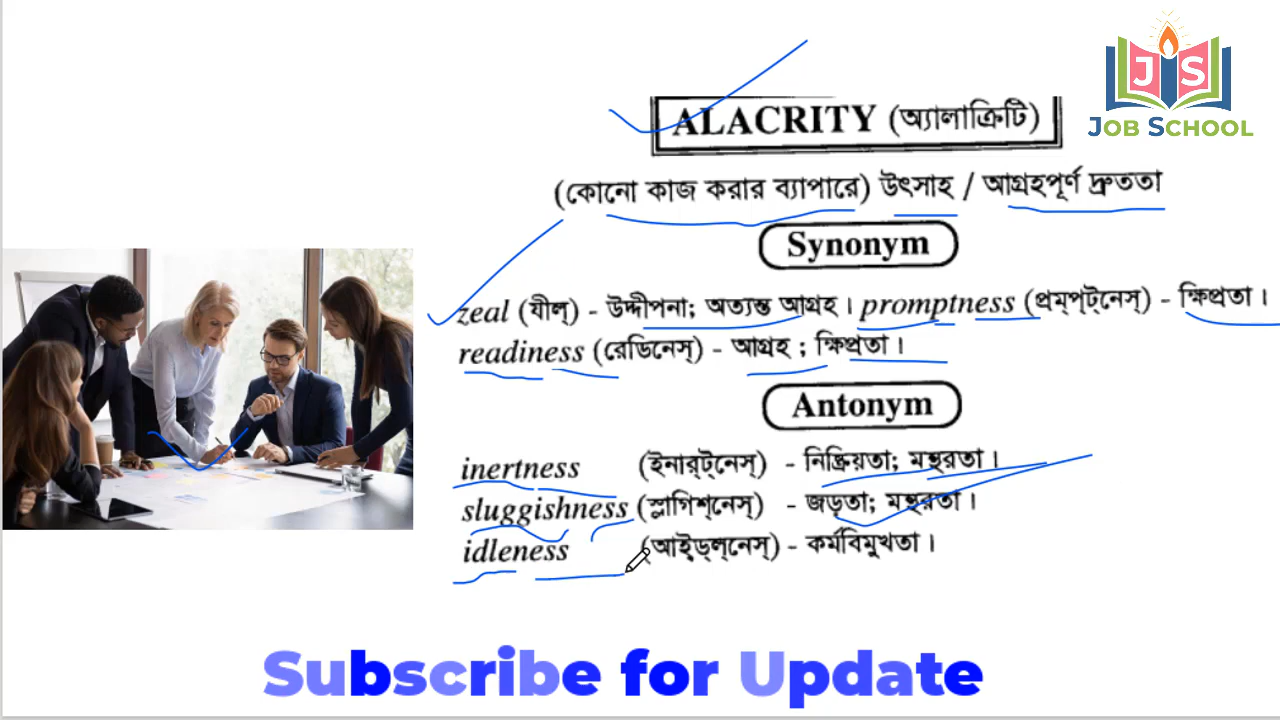 JS
JOB SCHOOL
ALACRITY (অ্যালাক্রিটি)
(কোনো কাজ করার ব্যাপারে) উৎসাহ / আগ্রহপূর্ণ দ্রুততা
Synonym
zeal (যীল্) - উদ্দীপনা; অত্যন্ত আগ্রহ। promptness (প্রম্প্ট্নেস্) - ক্ষিপ্রতা।
readiness (রেডিনেস্) - আগ্রহ ; ক্ষিপ্রতা।
Antonym
inertness (ইনার্ট্নেস্) - নিষ্ক্রিয়তা; মন্থরতা।
sluggishness (স্লাগিশ্নেস্) - জড়তা; মন্থরতা।
idleness (আইড্ল্নেস্) - কর্মবিমুখতা।
Subscribe for Update